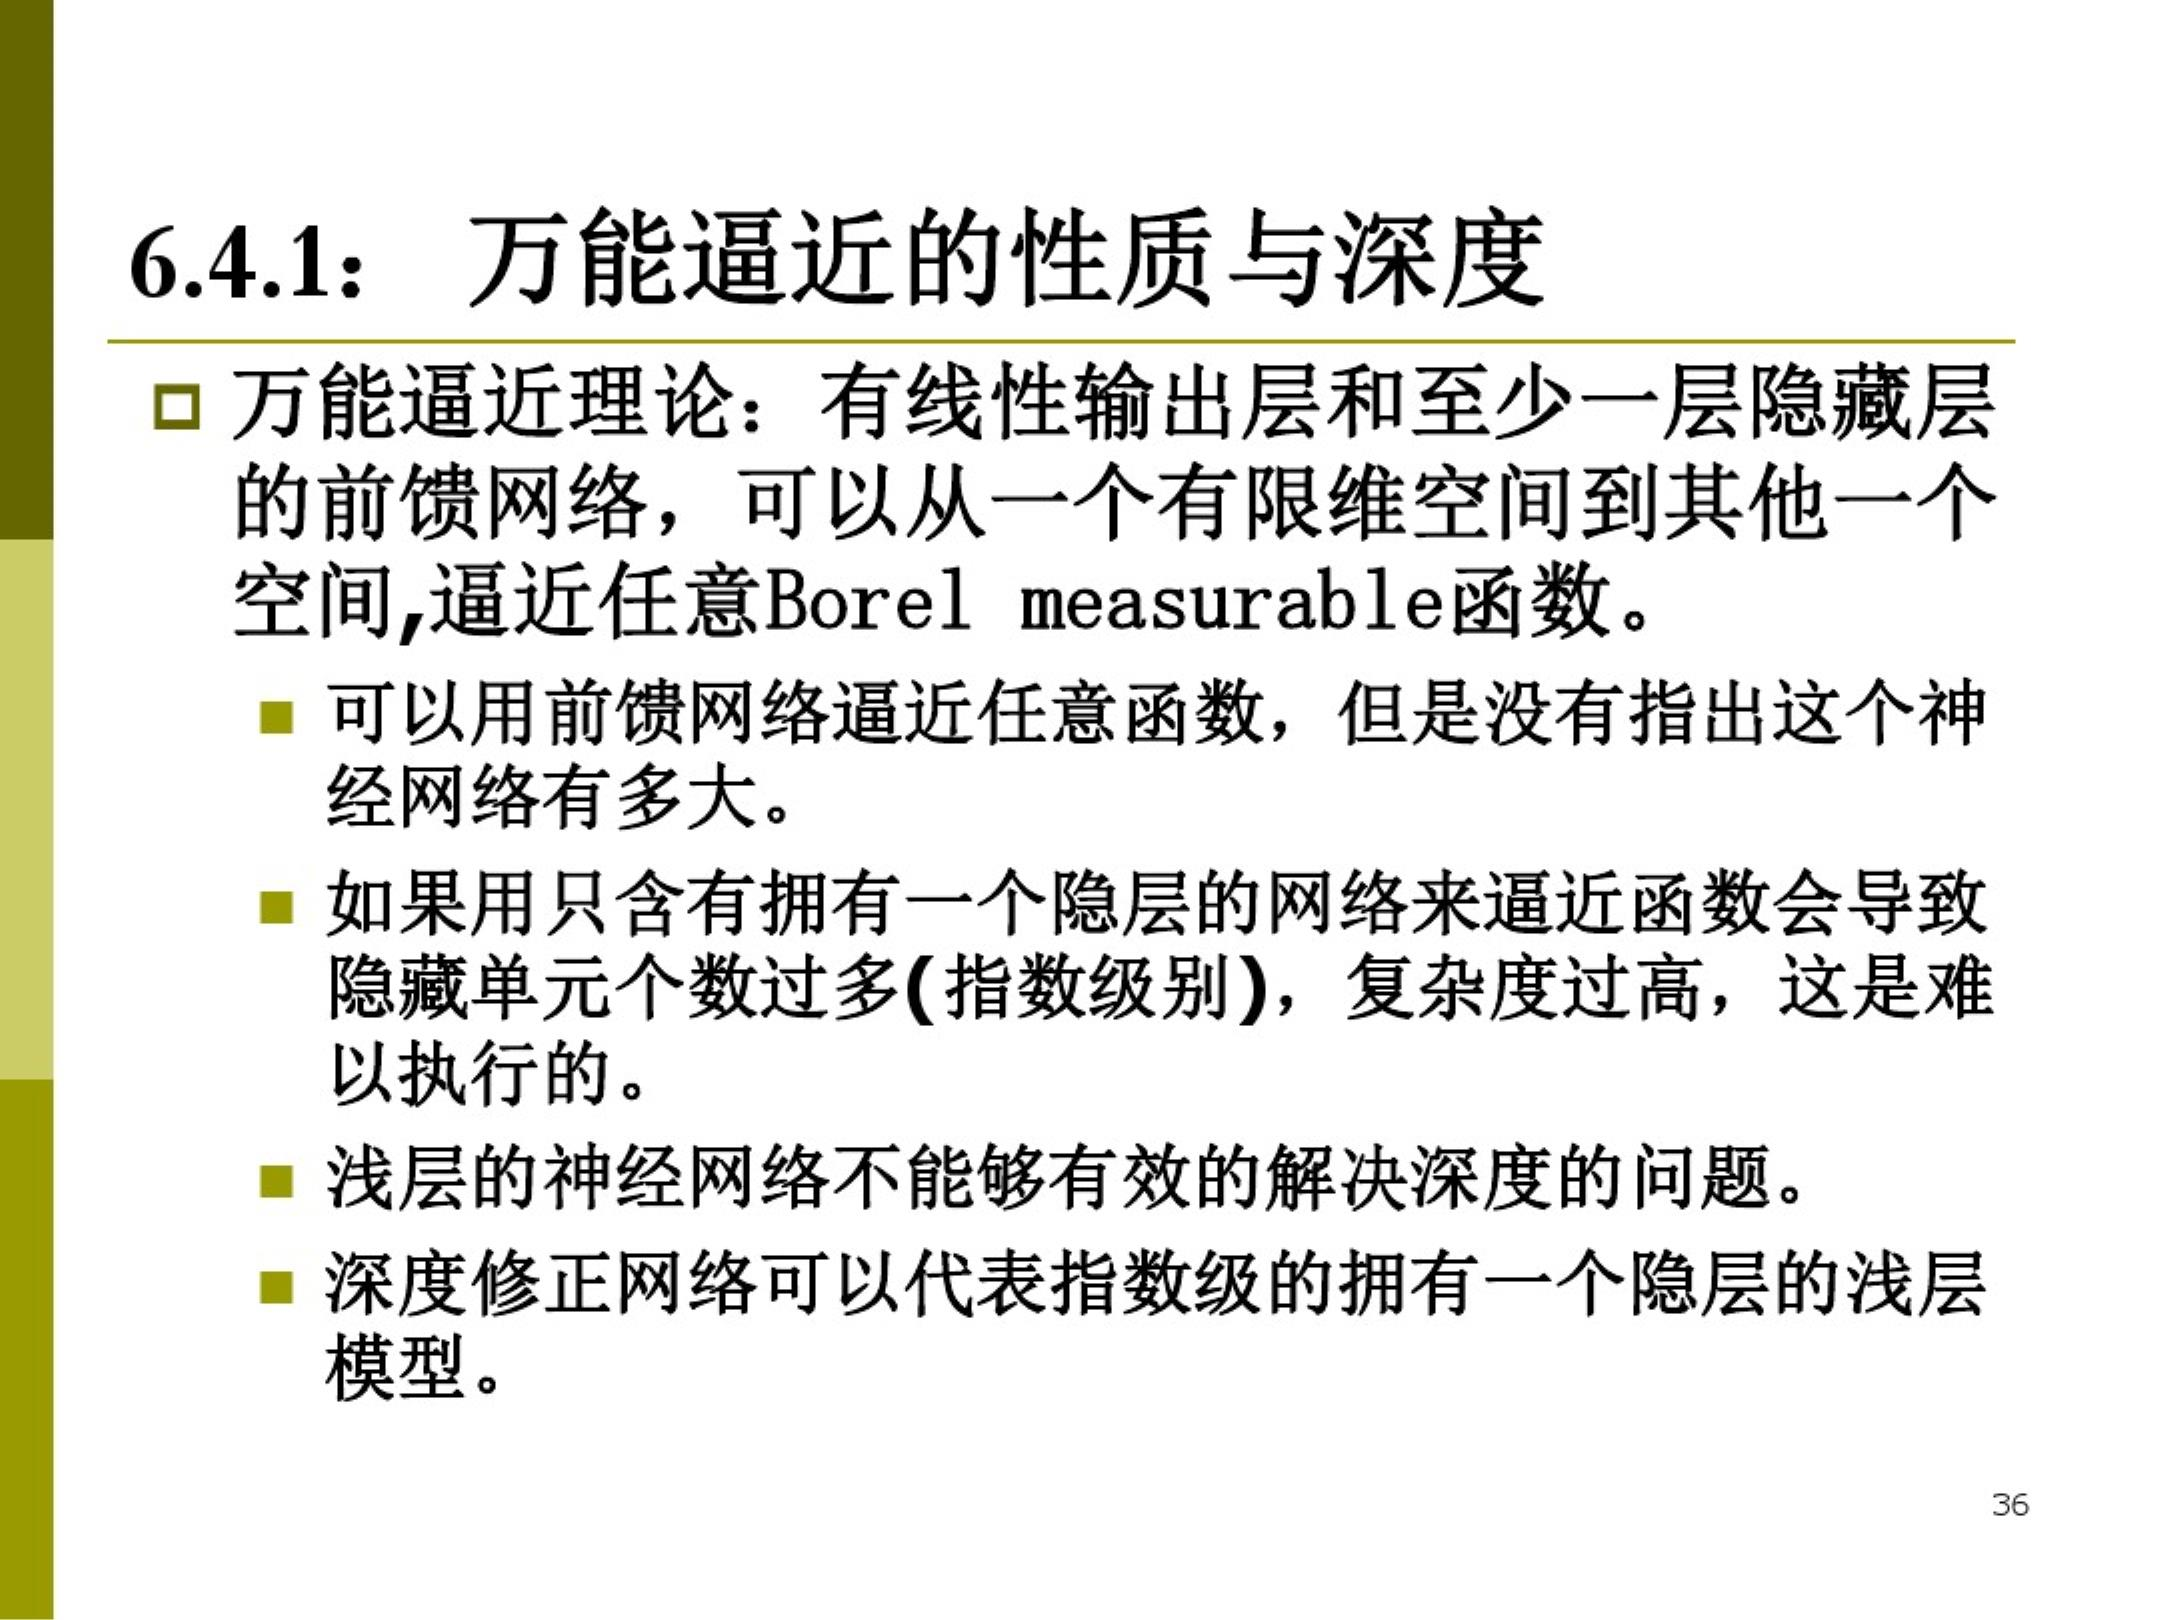 6.4.1： 万能逼近的性质与深度
万能逼近理论：有线性输出层和至少一层隐藏层
的前馈网络，可以从一个有限维空间到其他一个
空间,逼近任意Borel measurable函数。
可以用前馈网络逼近任意函数，但是没有指出这个神
经网络有多大。
如果用只含有拥有一个隐层的网络来逼近函数会导致
隐藏单元个数过多(指数级别)，复杂度过高，这是难
以执行的。
浅层的神经网络不能够有效的解决深度的问题。
深度修正网络可以代表指数级的拥有一个隐层的浅层
模型。
36